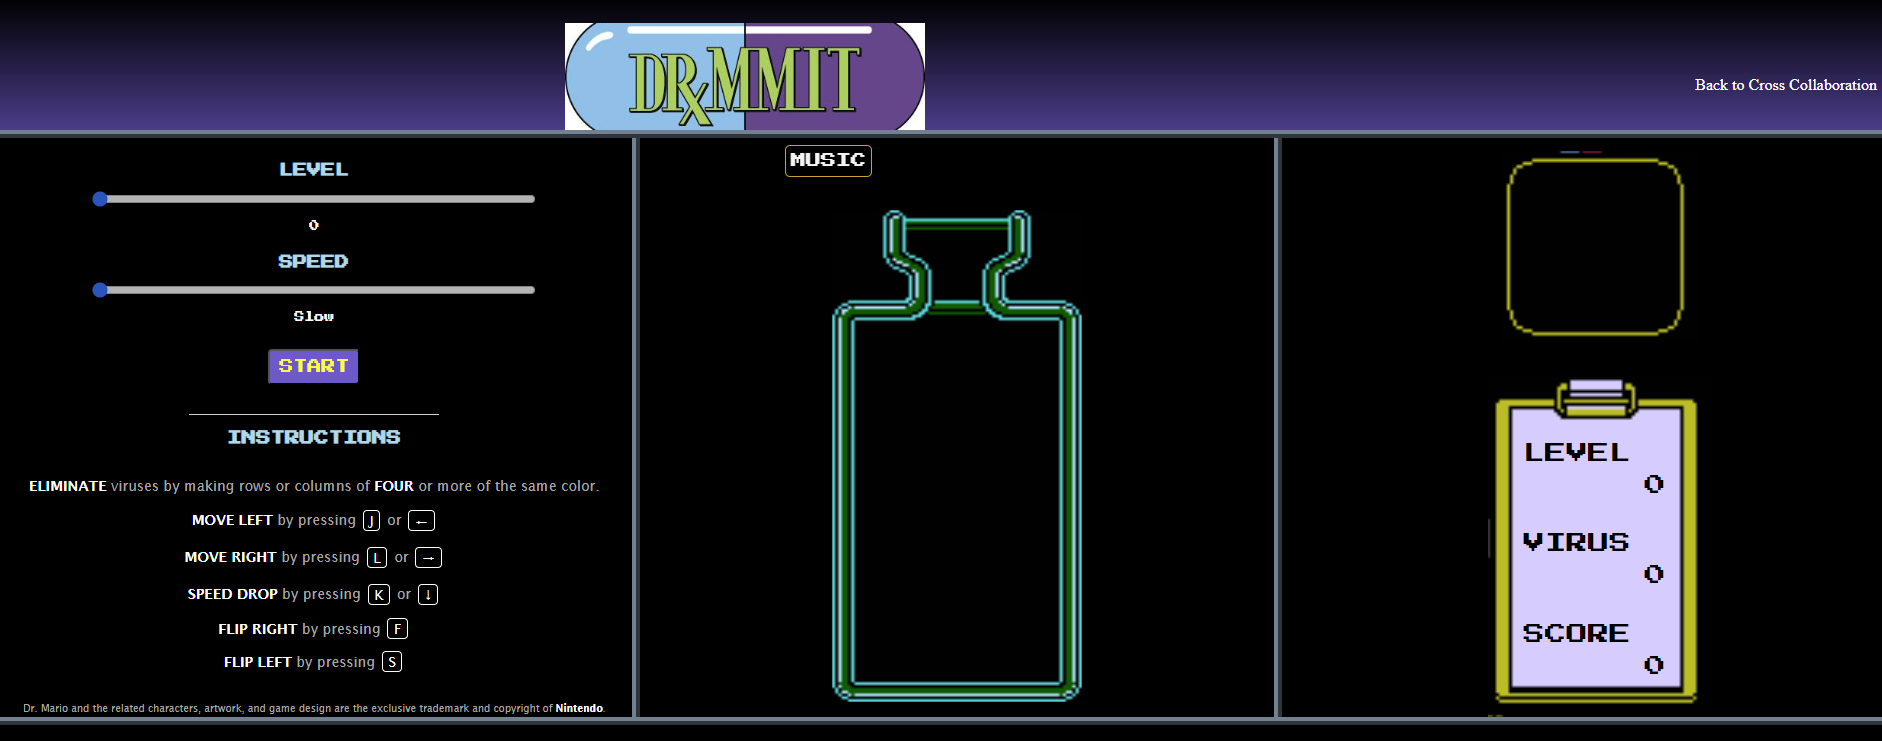 DRxMMIT
Back to Cross Collaboration
LEVEL
0
SPEED
Slow
START
INSTRUCTIONS
ELIMINATE viruses by making rows or columns of FOUR or more of the same color.
MOVE LEFT by pressing J or ←
MOVE RIGHT by pressing L or →
SPEED DROP by pressing K or ↓
FLIP RIGHT by pressing F
FLIP LEFT by pressing S
Dr. Mario and the related characters, artwork, and game design are the exclusive trademark and copyright of Nintendo.
MUSIC
LEVEL
0
VIRUS
0
SCORE
0